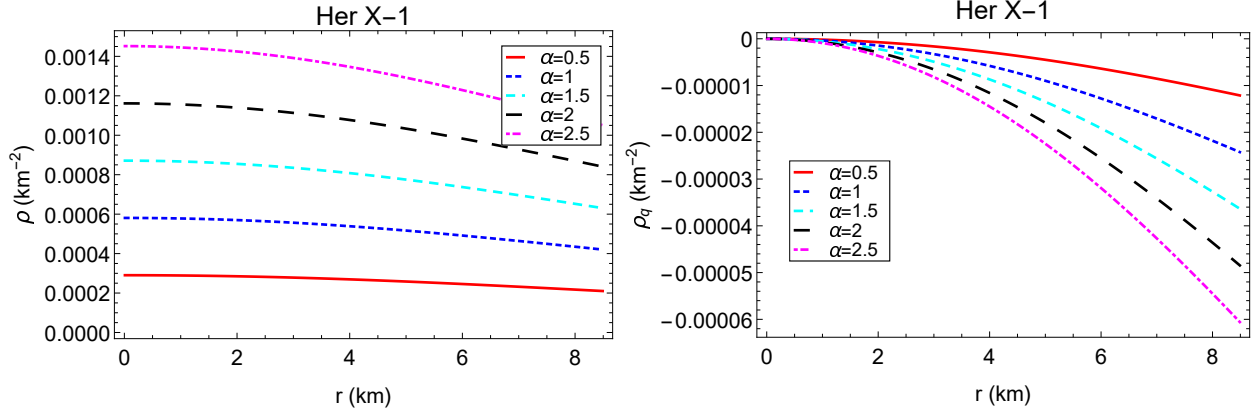 Her X−1
0.0014
0.0012
0.0010
0.0008
0.0006
0.0004
0.0002
0.0000
ρ (km⁻²)
α=0.5
α=1
α=1.5
α=2
α=2.5
0 2 4 6 8
r (km)
Her X−1
0
−0.00001
−0.00002
−0.00003
−0.00004
−0.00005
−0.00006
ρq (km⁻²)
α=0.5
α=1
α=1.5
α=2
α=2.5
0 2 4 6 8
r (km)